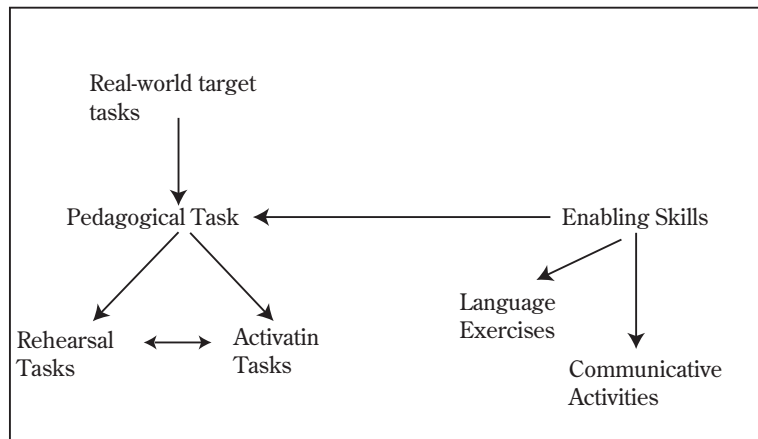 Real-world target
tasks
Pedagogical Task
Enabling Skills
Rehearsal
Tasks
Activatin
Tasks
Language
Exercises
Communicative
Activities